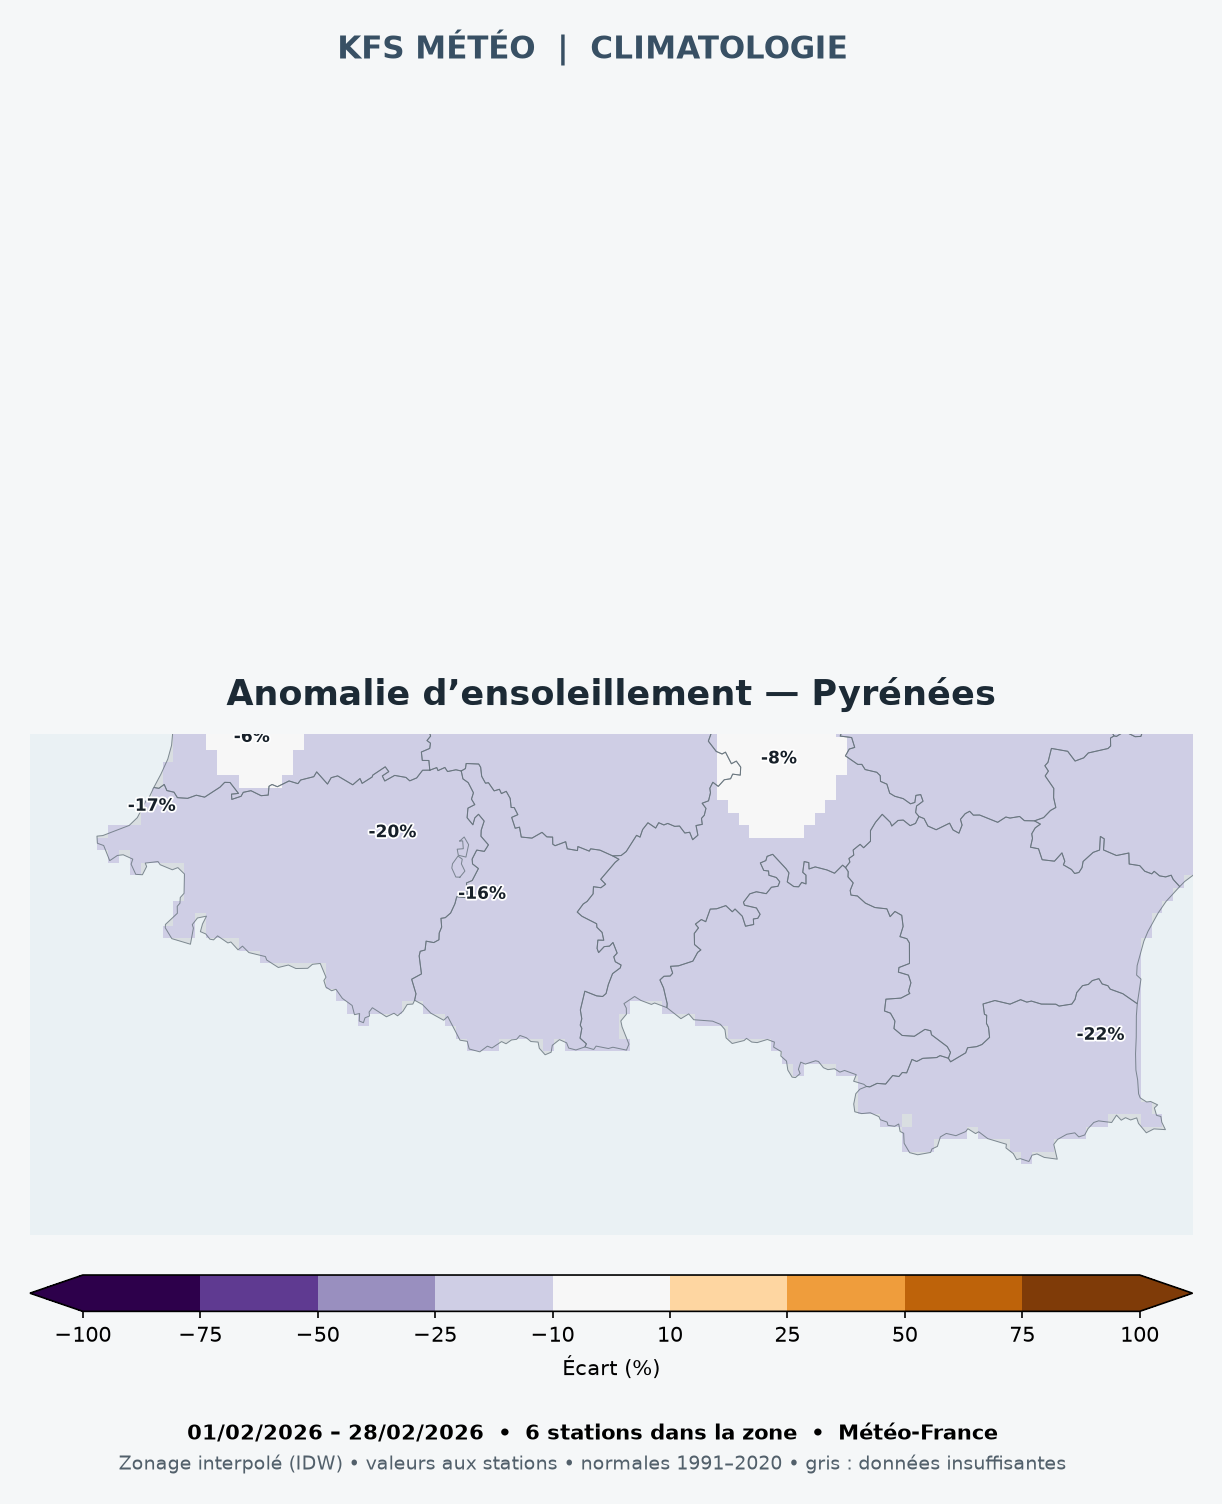 KFS MÉTÉO | CLIMATOLOGIE
Anomalie d’ensoleillement — Pyrénées
-6%
-8%
-17%
-20%
-16%
-22%
−100 −75 −50 −25 −10 10 25 50 75 100
Écart (%)
01/02/2026 – 28/02/2026 • 6 stations dans la zone • Météo-France
Zonage interpolé (IDW) • valeurs aux stations • normales 1991–2020 • gris : données insuffisantes